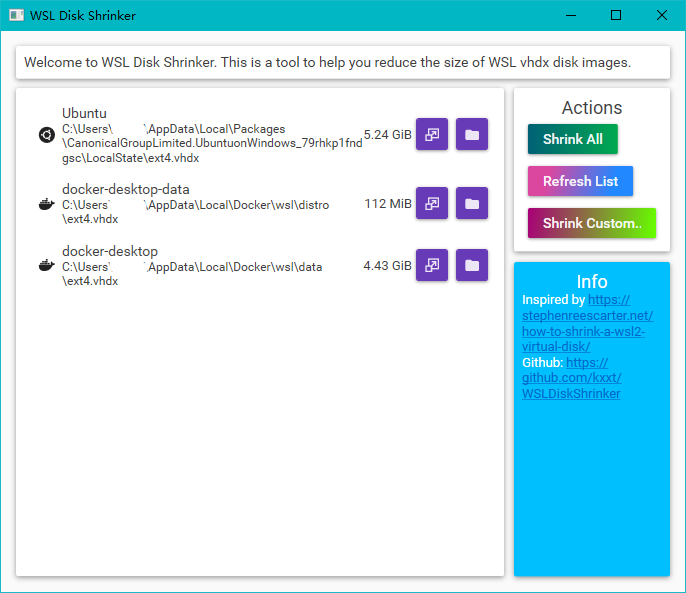 WSL Disk Shrinker
Welcome to WSL Disk Shrinker. This is a tool to help you reduce the size of WSL vhdx disk images.
Ubuntu
C:\Users\ \AppData\Local\Packages
\CanonicalGroupLimited.UbuntuonWindows_79rhkp1fnd
gsc\LocalState\ext4.vhdx
5.24 GiB
docker-desktop-data
C:\Users \AppData\Local\Docker\wsl\distro
\ext4.vhdx
112 MiB
docker-desktop
C:\Users \AppData\Local\Docker\wsl\data
\ext4.vhdx
4.43 GiB
Actions
Shrink All
Refresh List
Shrink Custom..
Info
Inspired by https://
stephenreescarter.net/
how-to-shrink-a-wsl2-
virtual-disk/
Github: https://
github.com/kxxt/
WSLDiskShrinker